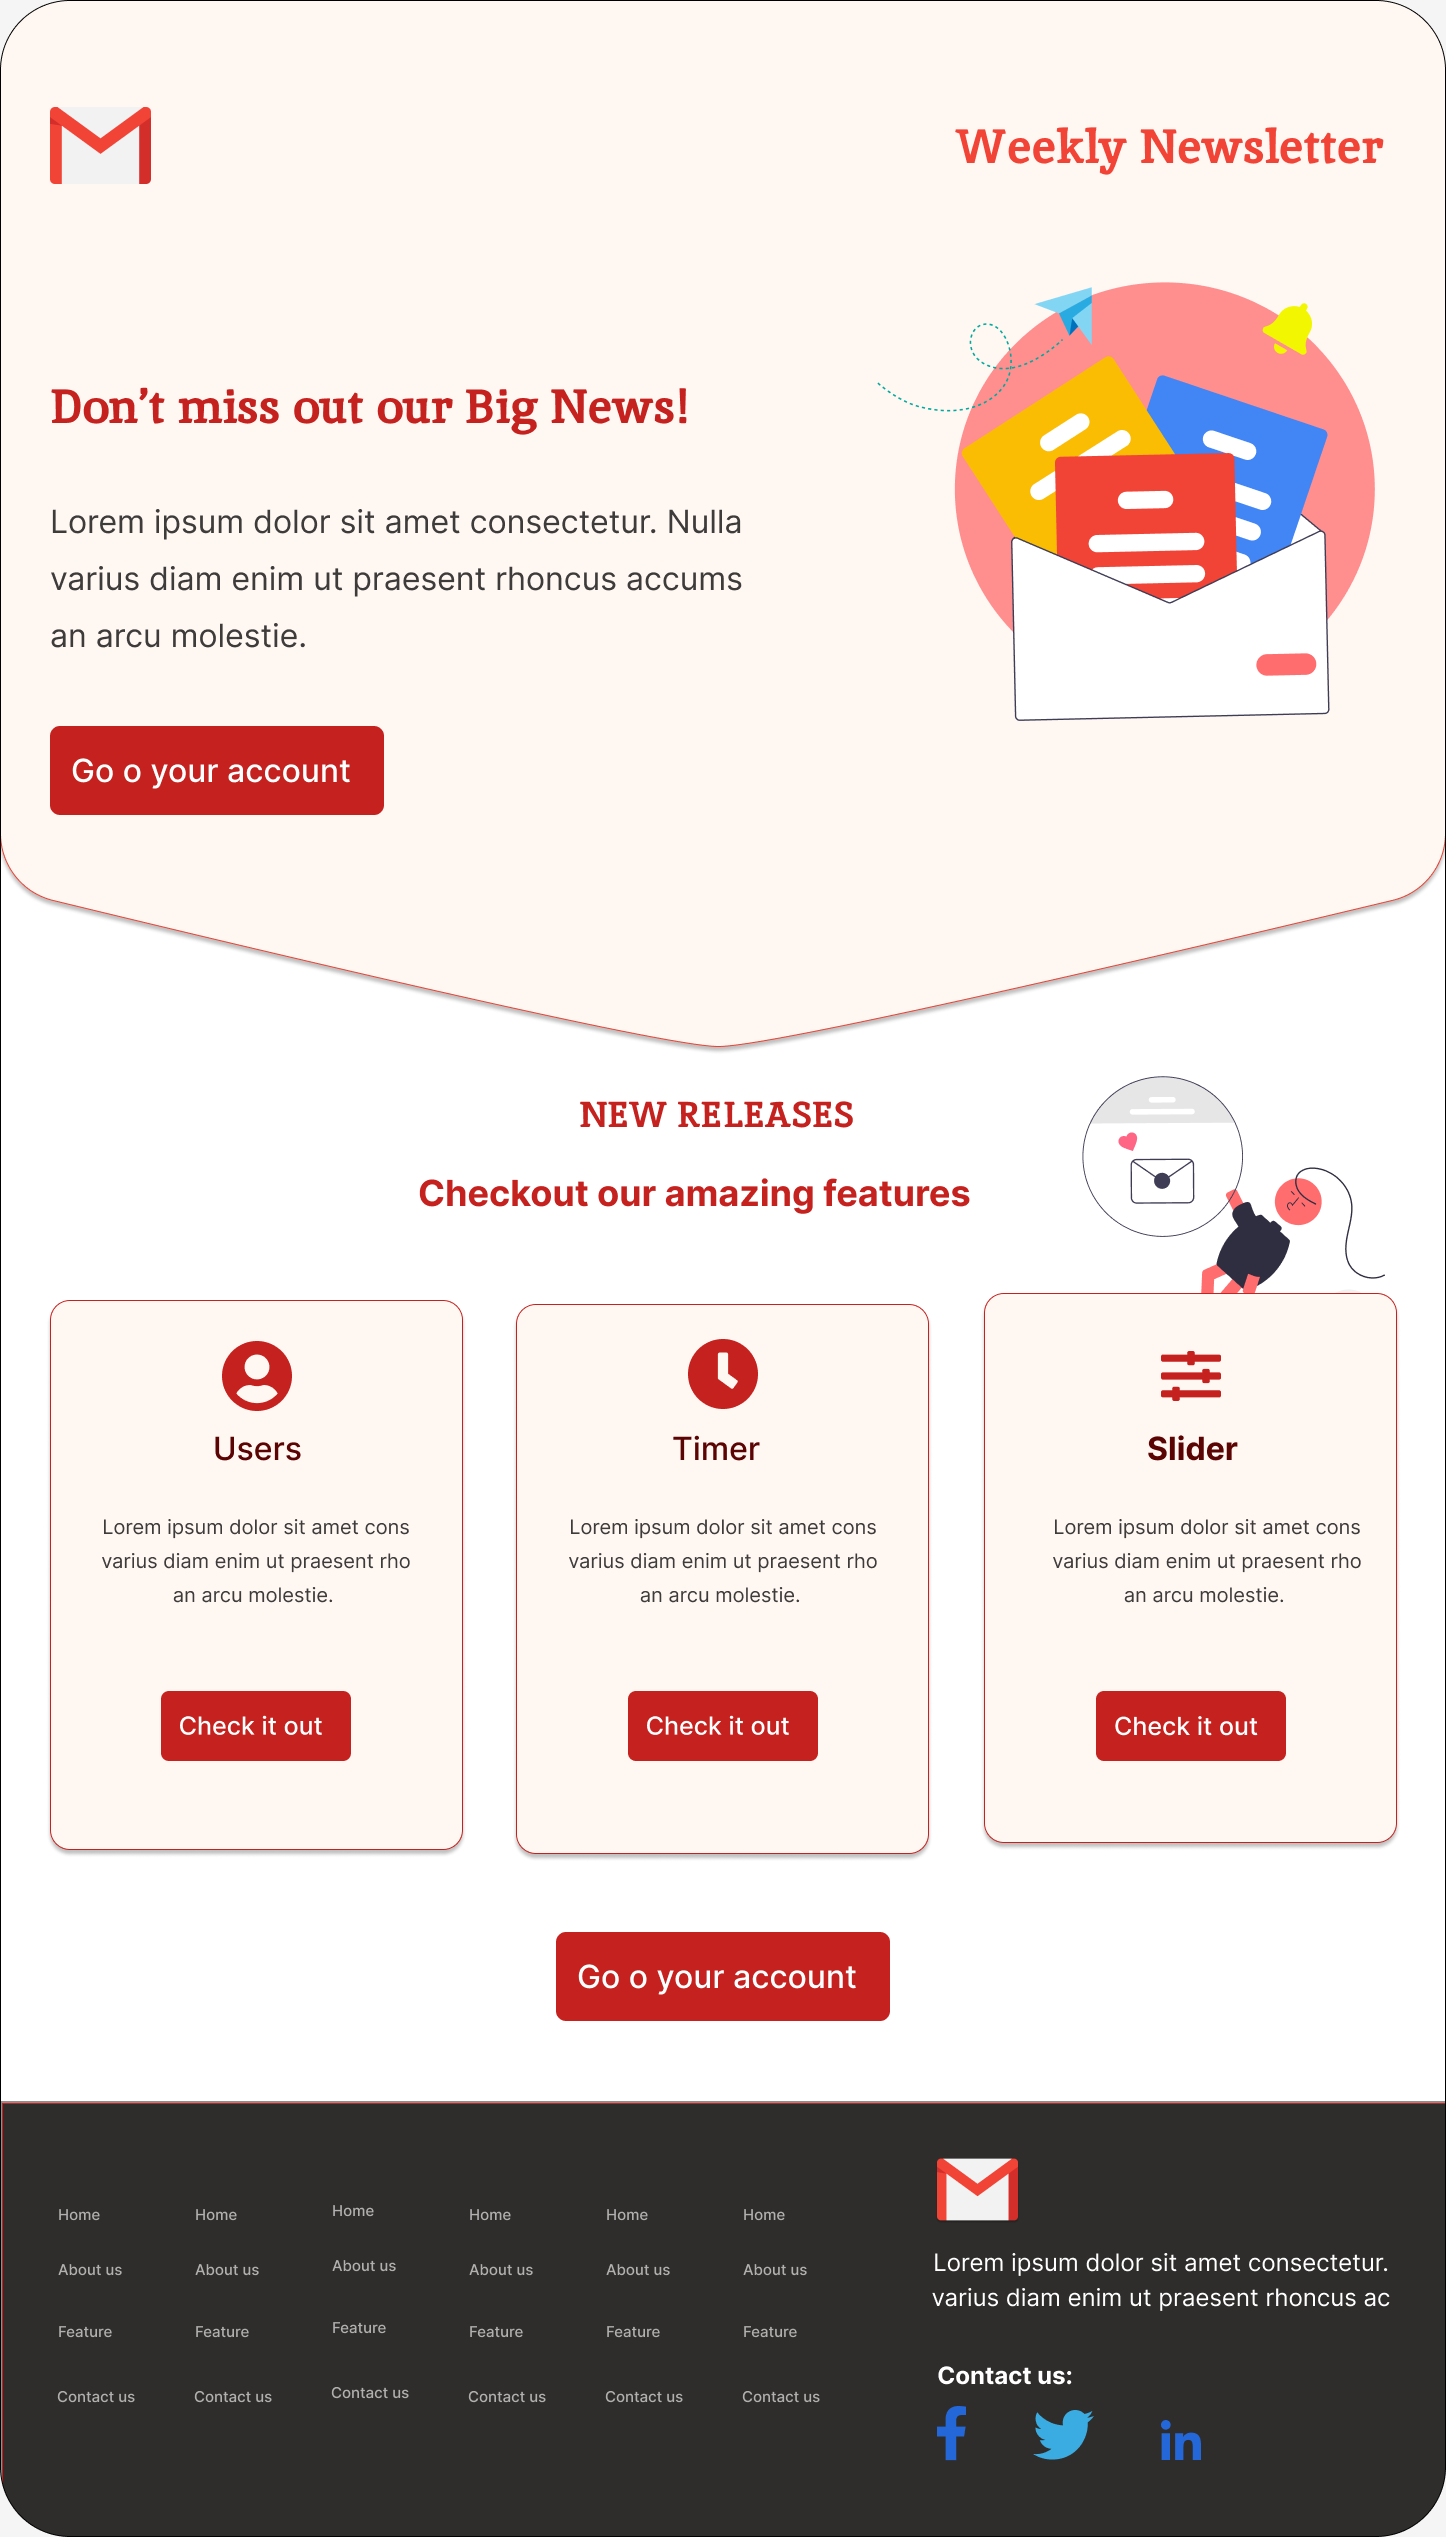 Weekly Newsletter
Don't miss out our Big News!
Lorem ipsum dolor sit amet consectetur. Nulla
varius diam enim ut praesent rhoncus accums
an arcu molestie.
Go o your account
NEW RELEASES
Checkout our amazing features
Users
Lorem ipsum dolor sit amet cons
varius diam enim ut praesent rho
an arcu molestie.
Check it out
Timer
Lorem ipsum dolor sit amet cons
varius diam enim ut praesent rho
an arcu molestie.
Check it out
Slider
Lorem ipsum dolor sit amet cons
varius diam enim ut praesent rho
an arcu molestie.
Check it out
Go o your account
Home
About us
Feature
Contact us
Home
About us
Feature
Contact us
Home
About us
Feature
Contact us
Home
About us
Feature
Contact us
Home
About us
Feature
Contact us
Home
About us
Feature
Contact us
Lorem ipsum dolor sit amet consectetur.
varius diam enim ut praesent rhoncus ac
Contact us: